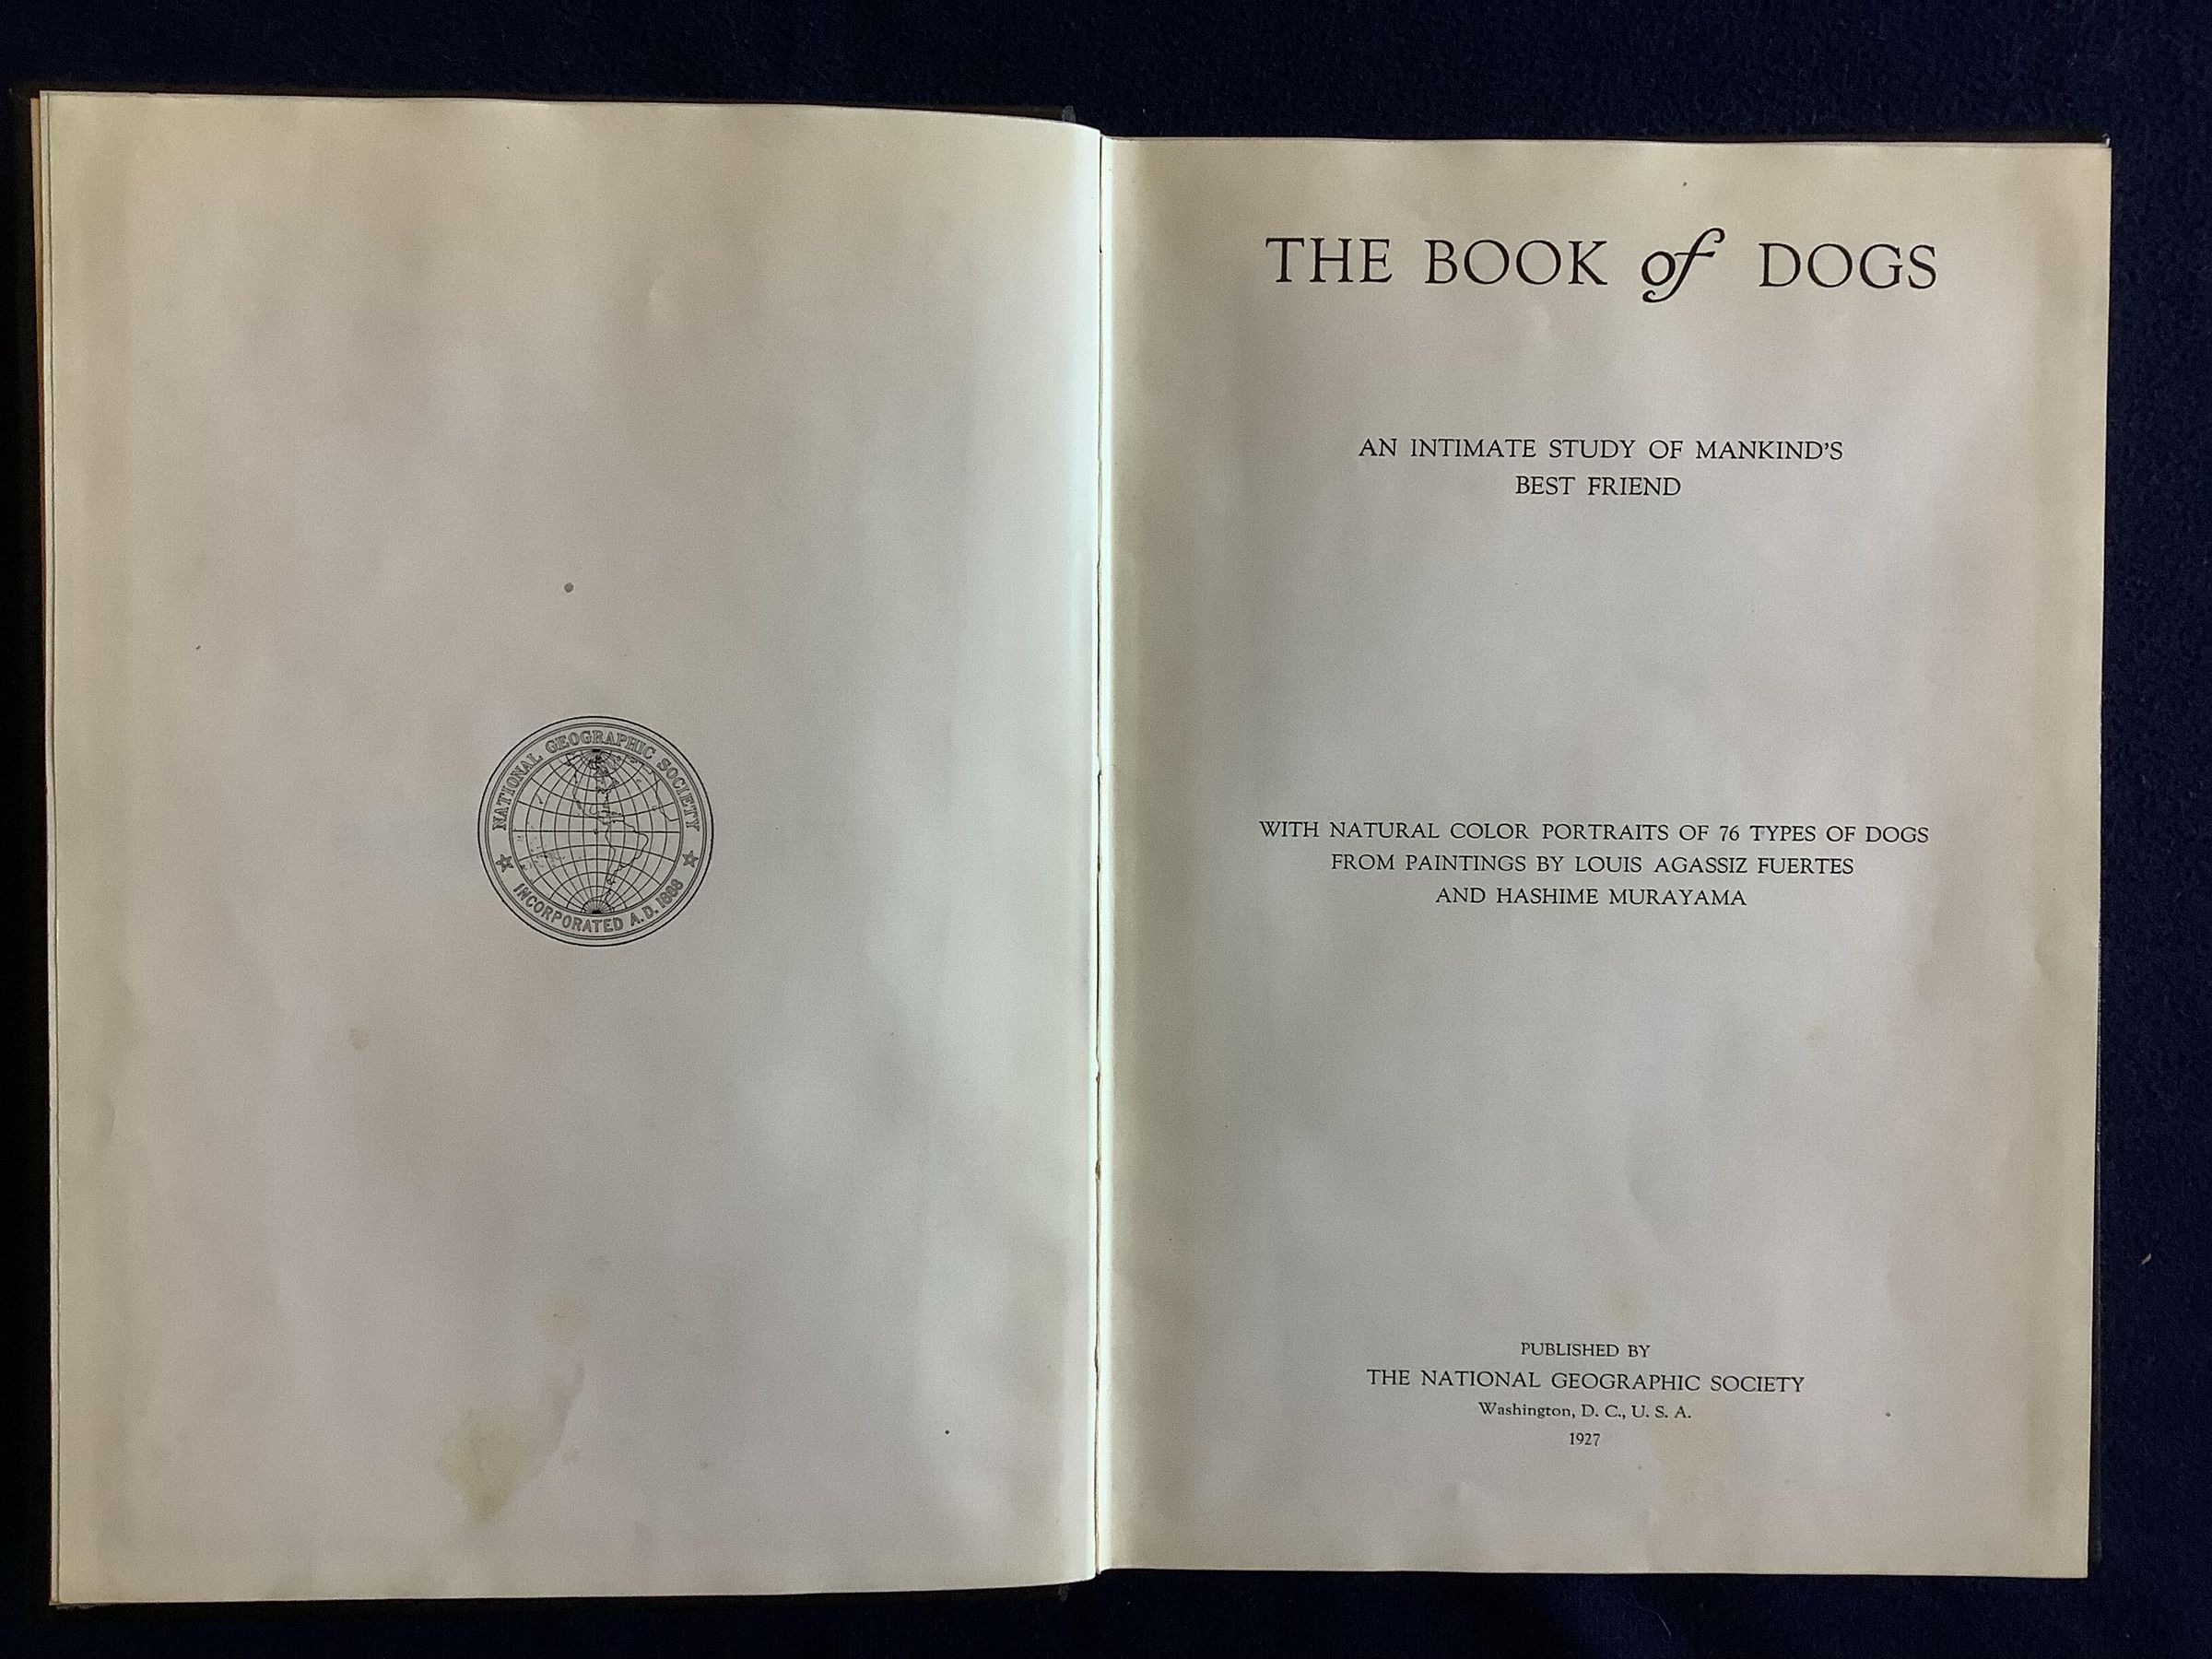 NATIONAL GEOGRAPHIC SOCIETY
INCORPORATED A.D. 1888
THE BOOK of DOGS
AN INTIMATE STUDY OF MANKIND'S
BEST FRIEND
WITH NATURAL COLOR PORTRAITS OF 76 TYPES OF DOGS
FROM PAINTINGS BY LOUIS AGASSIZ FUERTES
AND HASHIME MURAYAMA
PUBLISHED BY
THE NATIONAL GEOGRAPHIC SOCIETY
Washington, D. C., U. S. A.
1927